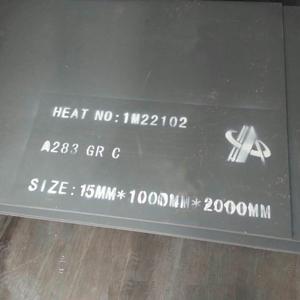 HEAT NO:1M22102
A283 GR C
SIZE:15MM*1000MM*2000MM